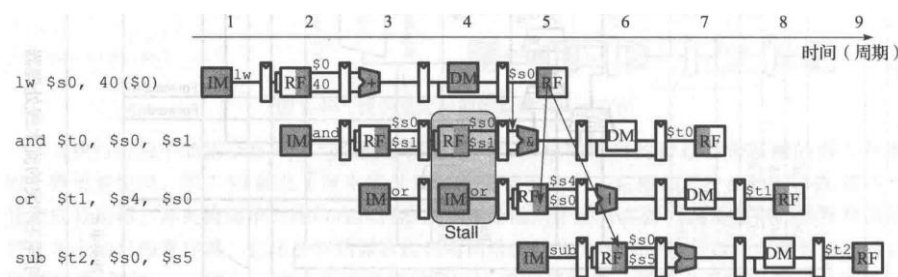 1 2 3 4 5 6 7 8 9
时间(周期)
lw $s0, 40($0) IM lw RF $0 40 + DM $s0 RF
and $t0, $s0, $s1 IM and RF $s0 $s1 RF $s0 $s1 & DM $t0 RF
or $t1, $s4, $s0 IM or IM or RF $s4 $s0 DM $t1 RF
Stall
sub $t2, $s0, $s5 IM sub RF $s0 $s5 DM $t2 RF